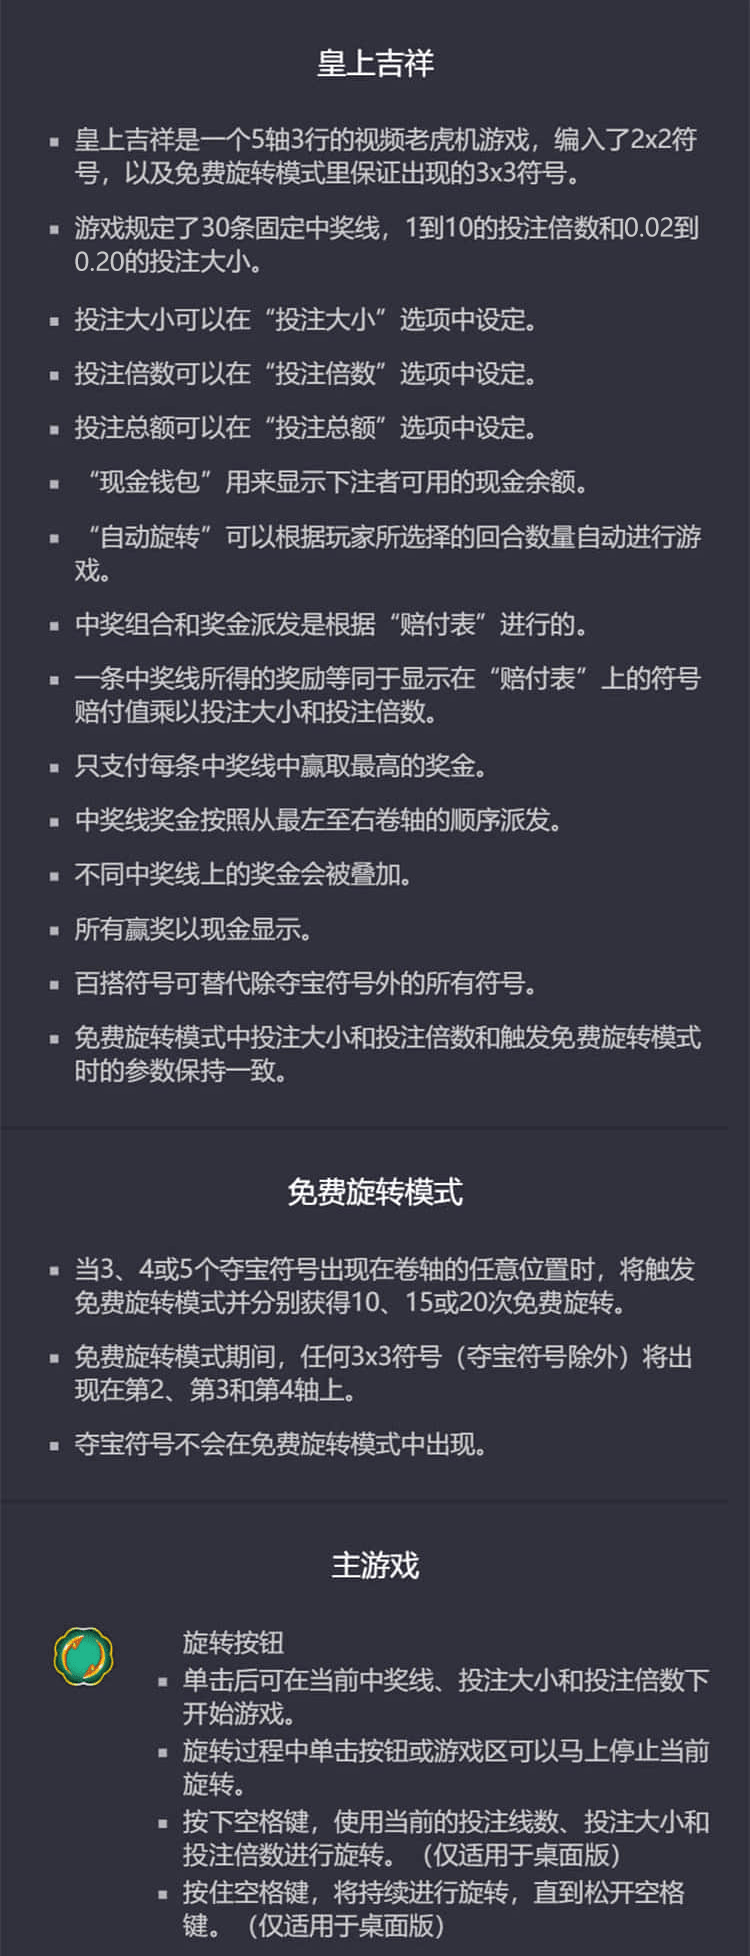 皇上吉祥
▪ 皇上吉祥是一个5轴3行的视频老虎机游戏，编入了2x2符
号，以及免费旋转模式里保证出现的3x3符号。
▪ 游戏规定了30条固定中奖线，1到10的投注倍数和0.02到
0.20的投注大小。
▪ 投注大小可以在“投注大小”选项中设定。
▪ 投注倍数可以在“投注倍数”选项中设定。
▪ 投注总额可以在“投注总额”选项中设定。
▪ “现金钱包”用来显示下注者可用的现金余额。
▪ “自动旋转”可以根据玩家所选择的回合数量自动进行游
戏。
▪ 中奖组合和奖金派发是根据“赔付表”进行的。
▪ 一条中奖线所得的奖励等同于显示在“赔付表”上的符号
赔付值乘以投注大小和投注倍数。
▪ 只支付每条中奖线中赢取最高的奖金。
▪ 中奖线奖金按照从最左至右卷轴的顺序派发。
▪ 不同中奖线上的奖金会被叠加。
▪ 所有赢奖以现金显示。
▪ 百搭符号可替代除夺宝符号外的所有符号。
▪ 免费旋转模式中投注大小和投注倍数和触发免费旋转模式
时的参数保持一致。
免费旋转模式
▪ 当3、4或5个夺宝符号出现在卷轴的任意位置时，将触发
免费旋转模式并分别获得10、15或20次免费旋转。
▪ 免费旋转模式期间，任何3x3符号（夺宝符号除外）将出
现在第2、第3和第4轴上。
▪ 夺宝符号不会在免费旋转模式中出现。
主游戏
旋转按钮
▪ 单击后可在当前中奖线、投注大小和投注倍数下
开始游戏。
▪ 旋转过程中单击按钮或游戏区可以马上停止当前
旋转。
▪ 按下空格键，使用当前的投注线数、投注大小和
投注倍数进行旋转。（仅适用于桌面版）
▪ 按住空格键，将持续进行旋转，直到松开空格
键。（仅适用于桌面版）